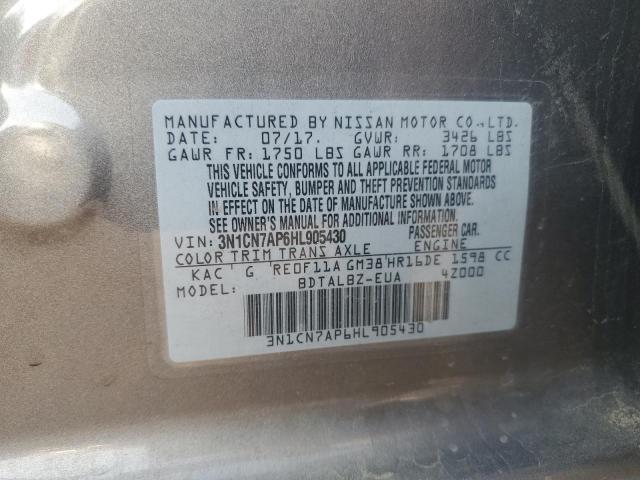 MANUFACTURED BY NISSAN MOTOR CO.,LTD.
DATE: 07/17. GVWR: 3426 LBS
GAWR FR: 1750 LBS GAWR RR: 1708 LBS
THIS VEHICLE CONFORMS TO ALL APPLICABLE FEDERAL MOTOR
VEHICLE SAFETY, BUMPER AND THEFT PREVENTION STANDARDS
IN EFFECT ON THE DATE OF MANUFACTURE SHOWN ABOVE.
SEE OWNER'S MANUAL FOR ADDITIONAL INFORMATION.
VIN: 3N1CN7AP6HL905430 PASSENGER CAR.
COLOR TRIM TRANS AXLE ENGINE
KAC G RE0F11A GM38 HR16DE 1598 CC
MODEL: BDTALBZ-EUA 4Z000
3N1CN7AP6HL905430